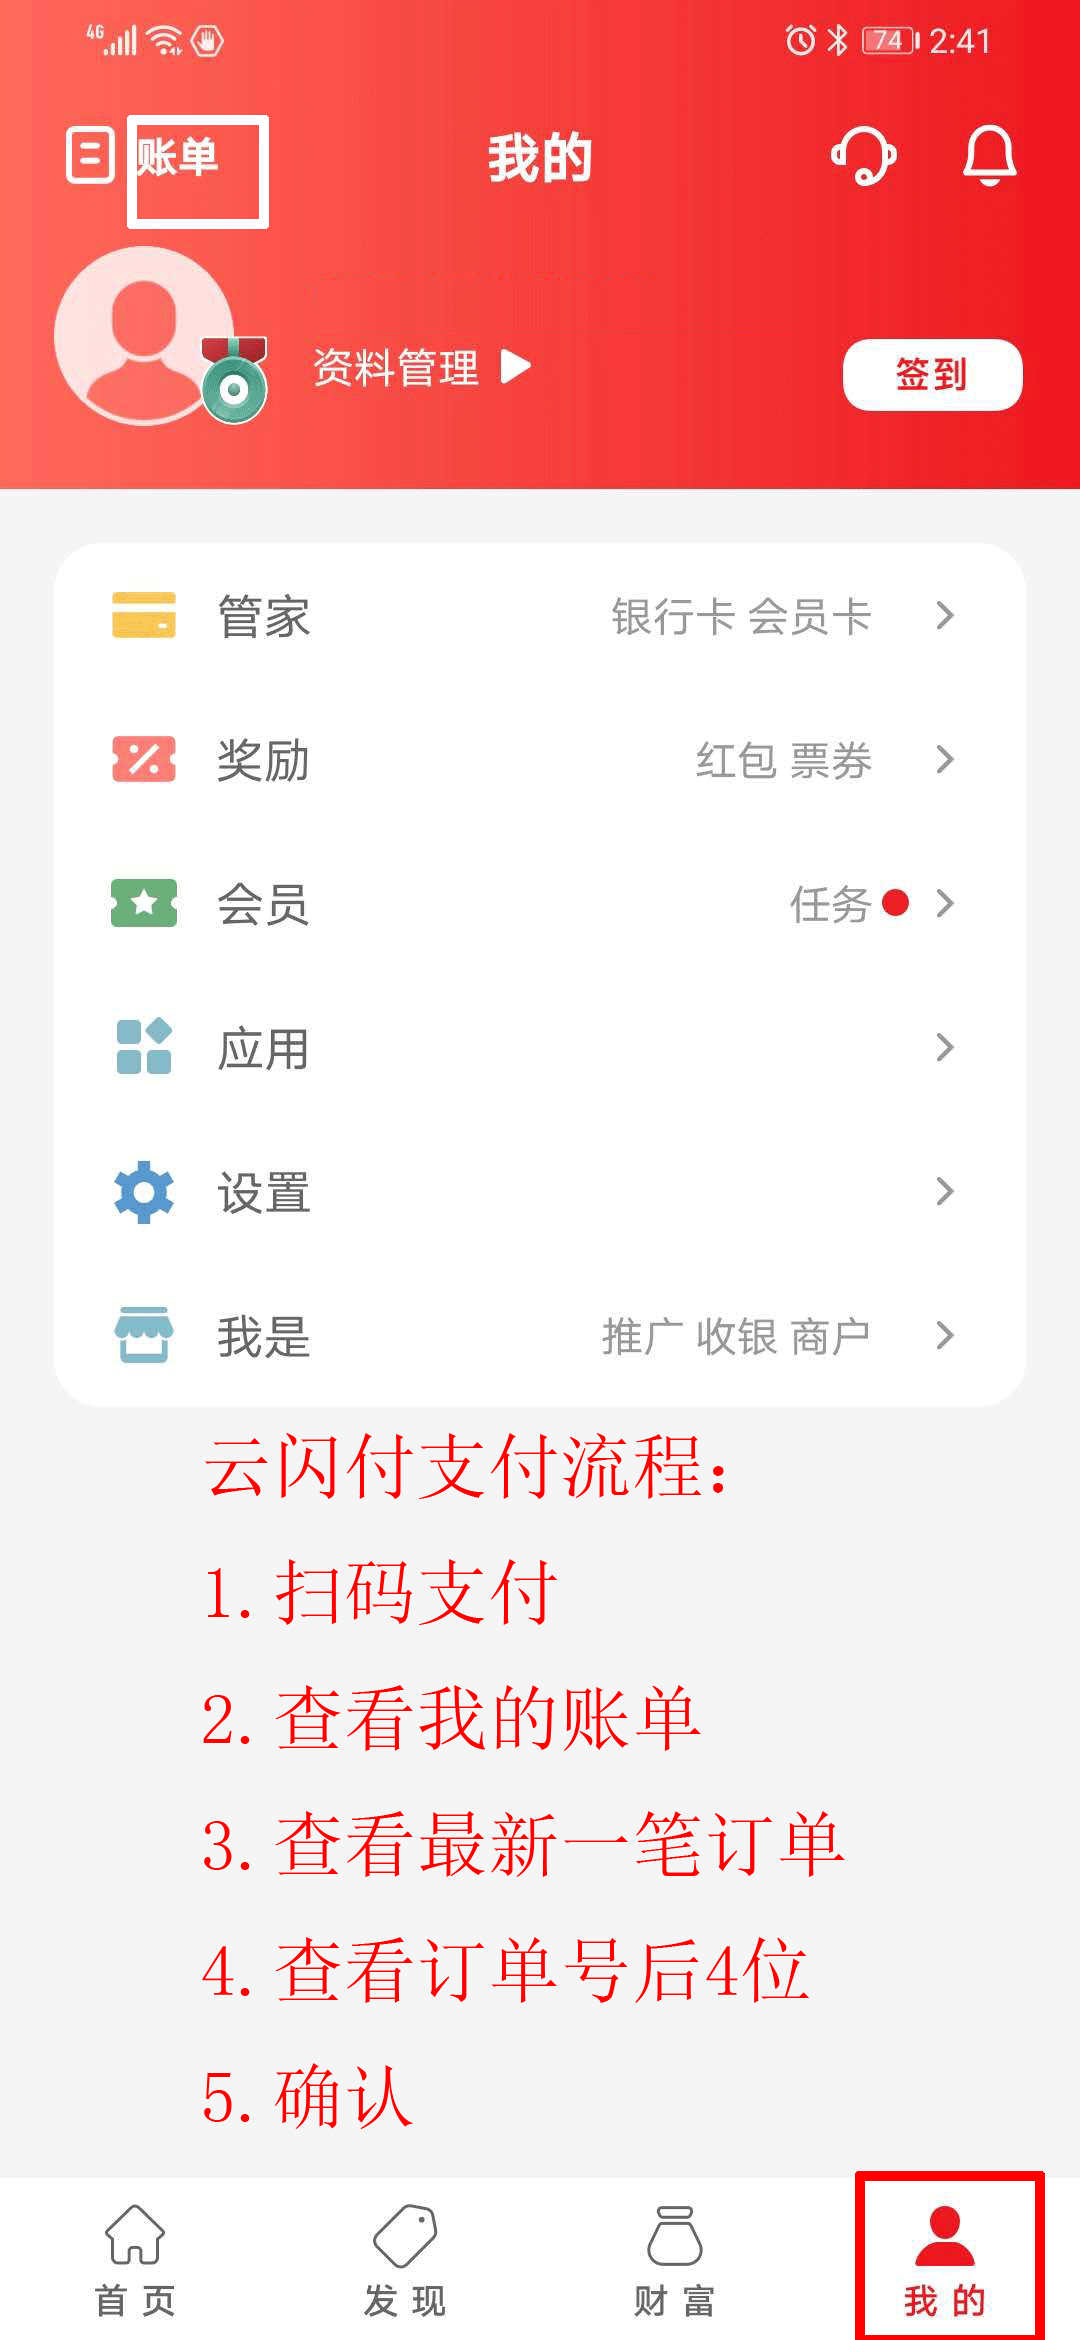 4G 74 2:41
账单 我的
资料管理 签到
管家 银行卡 会员卡
奖励 红包 票券
会员 任务
应用
设置
我是 推广 收银 商户
云闪付支付流程：
1.扫码支付
2.查看我的账单
3.查看最新一笔订单
4.查看订单号后4位
5.确认
首页 发现 财富 我的